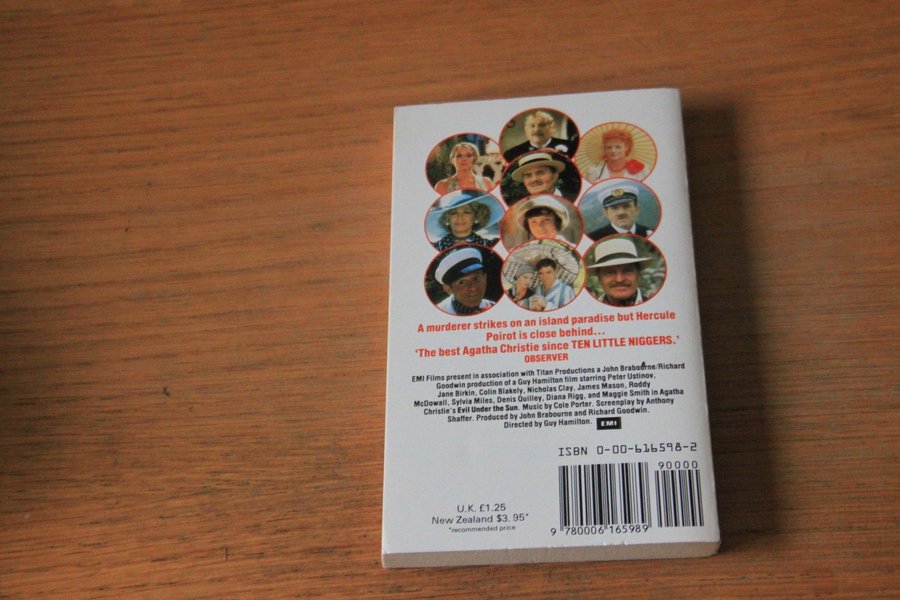 A murderer strikes on an island paradise but Hercule
Poirot is close behind...
'The best Agatha Christie since TEN LITTLE NIGGERS.'
OBSERVER
EMI Films present in association with Titan Productions a John Brabourne/Richard
Goodwin production of a Guy Hamilton film starring Peter Ustinov,
Jane Birkin, Colin Blakely, Nicholas Clay, James Mason, Roddy
McDowall, Sylvia Miles, Denis Quilley, Diana Rigg, and Maggie Smith in Agatha
Christie's Evil Under the Sun. Music by Cole Porter. Screenplay by Anthony
Shaffer. Produced by John Brabourne and Richard Goodwin.
Directed by Guy Hamilton. EMI
ISBN 0-00-616598-2
90000
U.K. £1.25
New Zealand $3.95*
*recommended price
9 780006 165989